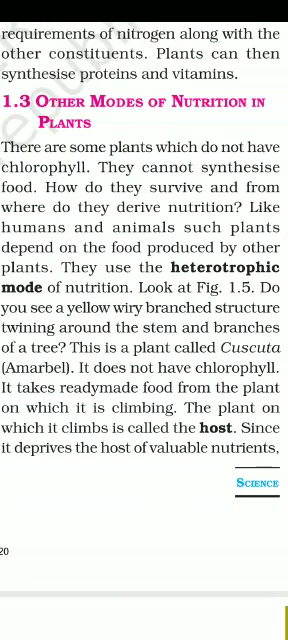 requirements of nitrogen along with the
other constituents. Plants can then
synthesise proteins and vitamins.
1.3 OTHER MODES OF NUTRITION IN
PLANTS
There are some plants which do not have
chlorophyll. They cannot synthesise
food. How do they survive and from
where do they derive nutrition? Like
humans and animals such plants
depend on the food produced by other
plants. They use the heterotrophic
mode of nutrition. Look at Fig. 1.5. Do
you see a yellow wiry branched structure
twining around the stem and branches
of a tree? This is a plant called Cuscuta
(Amarbel). It does not have chlorophyll.
It takes readymade food from the plant
on which it is climbing. The plant on
which it climbs is called the host. Since
it deprives the host of valuable nutrients,
SCIENCE
20